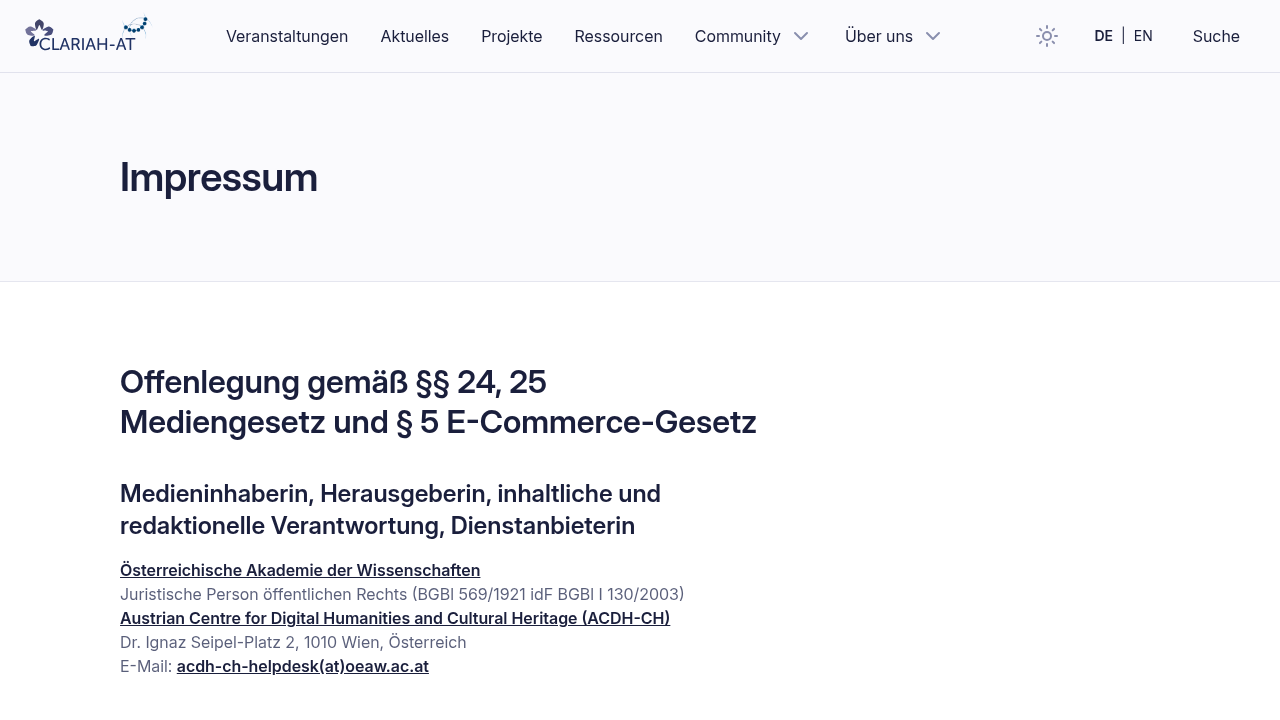 CLARIAH-AT
Veranstaltungen Aktuelles Projekte Ressourcen Community Über uns DE | EN Suche
Impressum
Offenlegung gemäß §§ 24, 25
Mediengesetz und § 5 E-Commerce-Gesetz
Medieninhaberin, Herausgeberin, inhaltliche und
redaktionelle Verantwortung, Dienstanbieterin
Österreichische Akademie der Wissenschaften
Juristische Person öffentlichen Rechts (BGBl 569/1921 idF BGBl I 130/2003)
Austrian Centre for Digital Humanities and Cultural Heritage (ACDH-CH)
Dr. Ignaz Seipel-Platz 2, 1010 Wien, Österreich
E-Mail: acdh-ch-helpdesk(at)oeaw.ac.at